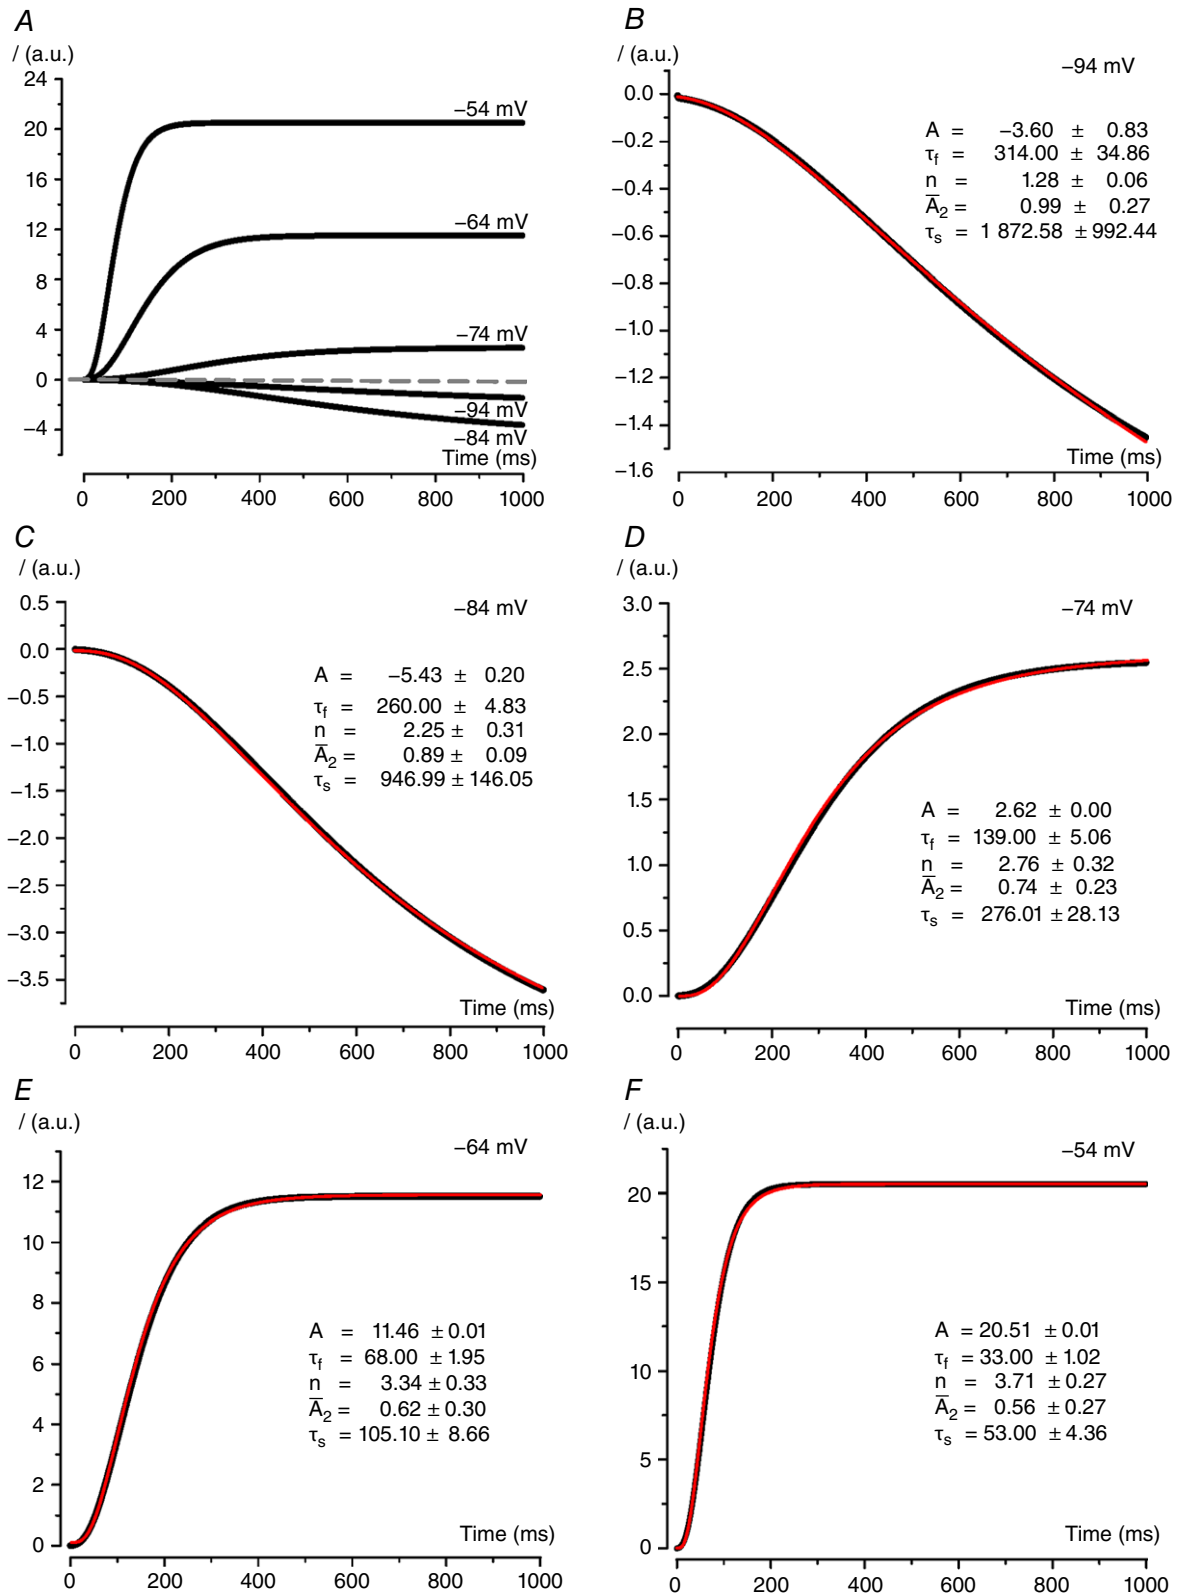 A
/ (a.u.)
24
20
16
12
8
4
0
−4
−54 mV
−64 mV
−74 mV
−94 mV
−84 mV
Time (ms)
0 200 400 600 800 1000
B
/ (a.u.)
−94 mV
0.0
−0.2
−0.4
−0.6
−0.8
−1.0
−1.2
−1.4
−1.6
A = −3.60 ± 0.83
τf = 314.00 ± 34.86
n = 1.28 ± 0.06
A̅2 = 0.99 ± 0.27
τs = 1 872.58 ± 992.44
Time (ms)
0 200 400 600 800 1000
C
/ (a.u.)
−84 mV
0.5
0.0
−0.5
−1.0
−1.5
−2.0
−2.5
−3.0
−3.5
A = −5.43 ± 0.20
τf = 260.00 ± 4.83
n = 2.25 ± 0.31
A̅2 = 0.89 ± 0.09
τs = 946.99 ± 146.05
Time (ms)
0 200 400 600 800 1000
D
/ (a.u.)
−74 mV
3.0
2.5
2.0
1.5
1.0
0.5
0.0
A = 2.62 ± 0.00
τf = 139.00 ± 5.06
n = 2.76 ± 0.32
A̅2 = 0.74 ± 0.23
τs = 276.01 ± 28.13
Time (ms)
0 200 400 600 800 1000
E
/ (a.u.)
−64 mV
12
10
8
6
4
2
0
A = 11.46 ± 0.01
τf = 68.00 ± 1.95
n = 3.34 ± 0.33
A̅2 = 0.62 ± 0.30
τs = 105.10 ± 8.66
Time (ms)
0 200 400 600 800 1000
F
/ (a.u.)
−54 mV
20
15
10
5
0
A = 20.51 ± 0.01
τf = 33.00 ± 1.02
n = 3.71 ± 0.27
A̅2 = 0.56 ± 0.27
τs = 53.00 ± 4.36
Time (ms)
0 200 400 600 800 1000